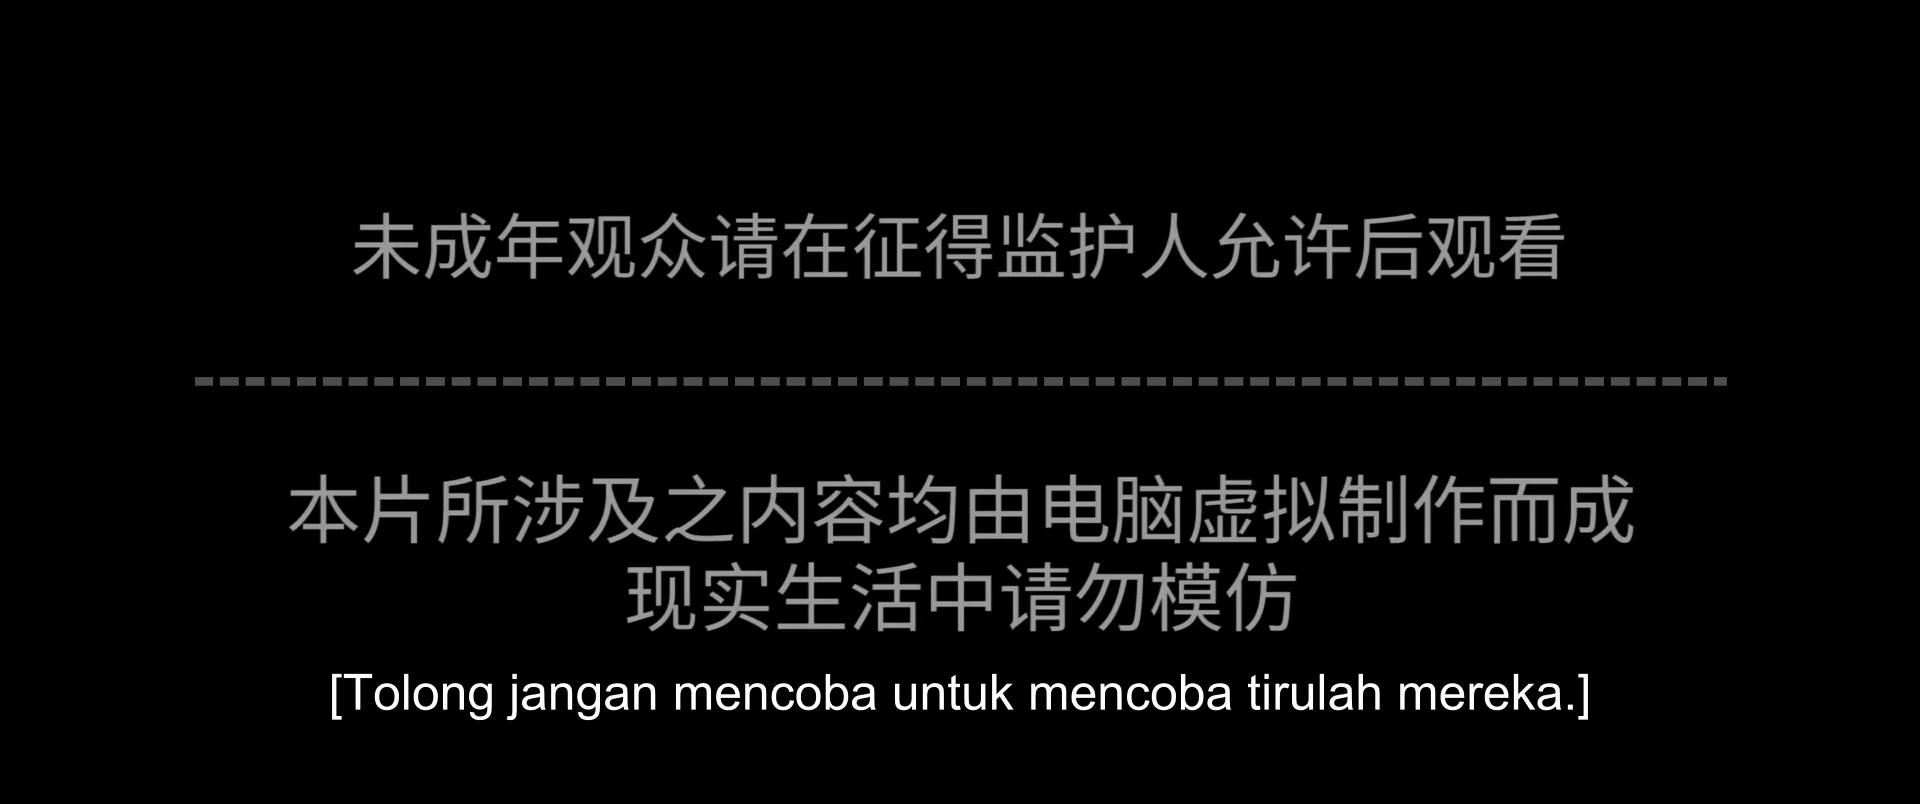 未成年观众请在征得监护人允许后观看
本片所涉及之内容均由电脑虚拟制作而成
现实生活中请勿模仿
[Tolong jangan mencoba untuk mencoba tirulah mereka.]